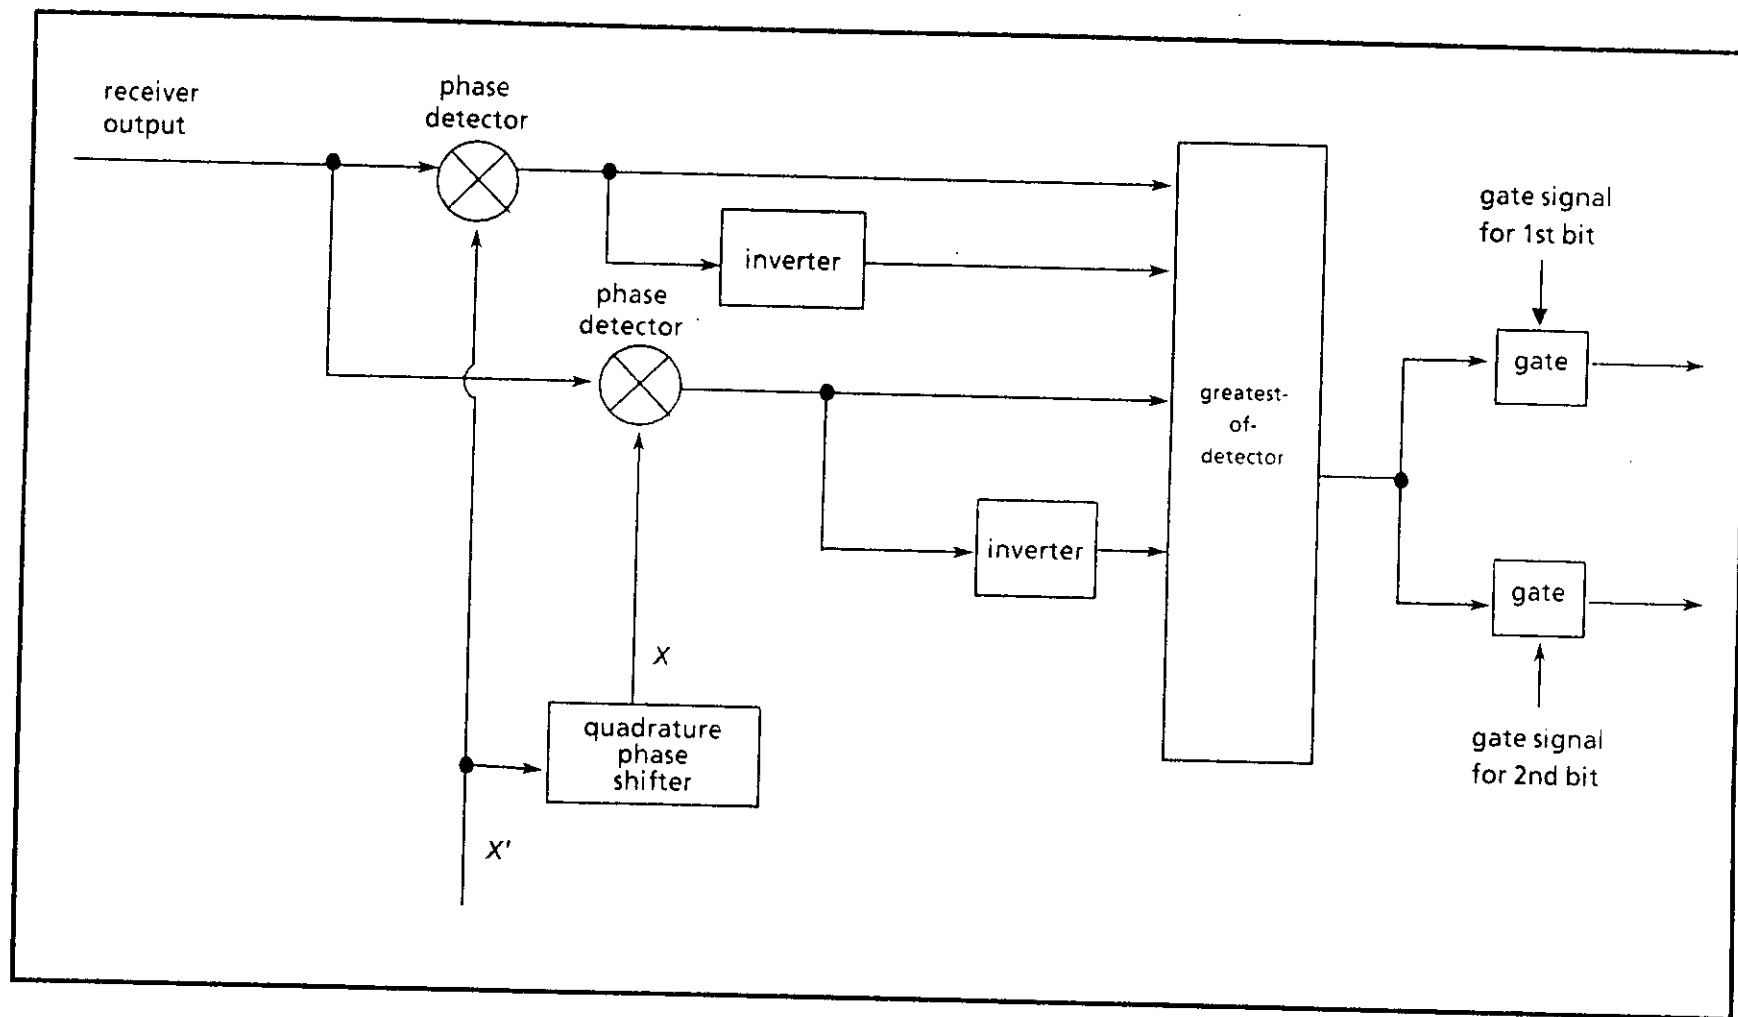 receiver
output
phase
detector
inverter
phase
detector
greatest-
of-
detector
inverter
gate signal
for 1st bit
gate
gate
gate signal
for 2nd bit
X
quadrature
phase
shifter
X'